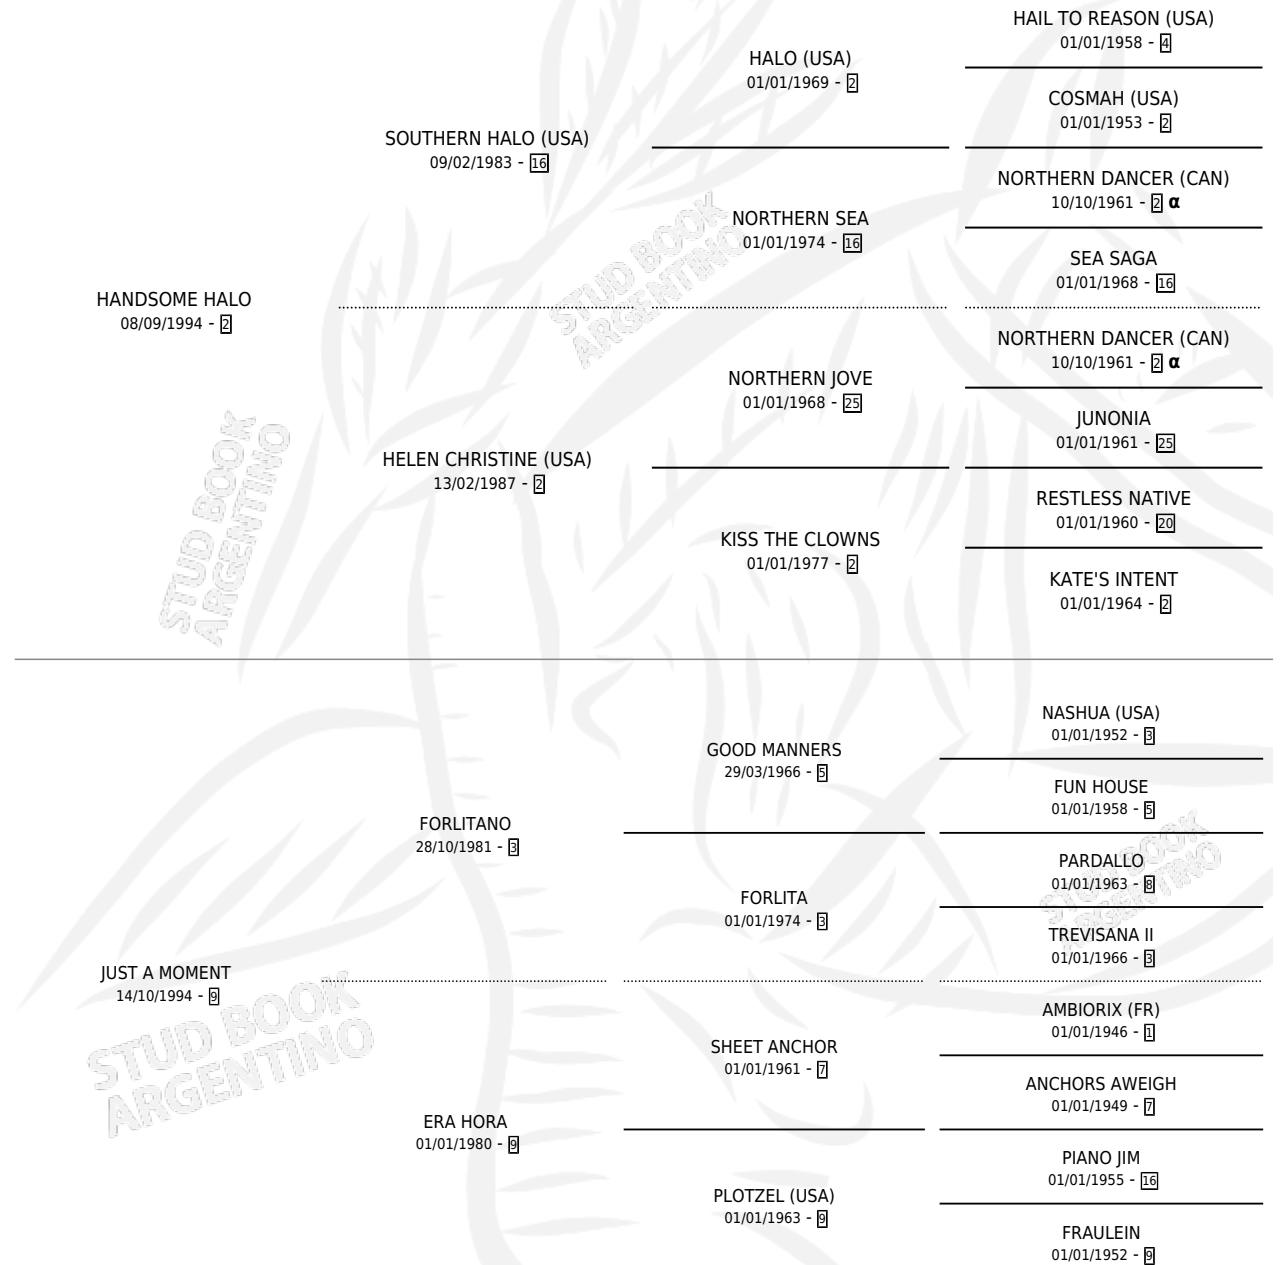 HAIL TO REASON (USA)
01/01/1958 - 4
HALO (USA)
01/01/1969 - 2
COSMAH (USA)
01/01/1953 - 2
SOUTHERN HALO (USA)
09/02/1983 - 16
NORTHERN DANCER (CAN)
10/10/1961 - 2 α
NORTHERN SEA
01/01/1974 - 16
SEA SAGA
01/01/1968 - 16
HANDSOME HALO
08/09/1994 - 2
NORTHERN DANCER (CAN)
10/10/1961 - 2 α
NORTHERN JOVE
01/01/1968 - 25
JUNONIA
01/01/1961 - 25
HELEN CHRISTINE (USA)
13/02/1987 - 2
RESTLESS NATIVE
01/01/1960 - 20
KISS THE CLOWNS
01/01/1977 - 2
KATE'S INTENT
01/01/1964 - 2
NASHUA (USA)
01/01/1952 - 3
GOOD MANNERS
29/03/1966 - 5
FUN HOUSE
01/01/1958 - 5
FORLITANO
28/10/1981 - 3
PARDALLO
01/01/1963 - 8
FORLITA
01/01/1974 - 3
TREVISANA II
01/01/1966 - 3
JUST A MOMENT
14/10/1994 - 9
AMBIORIX (FR)
01/01/1946 - 1
SHEET ANCHOR
01/01/1961 - 7
ANCHORS AWEIGH
01/01/1949 - 7
ERA HORA
01/01/1980 - 9
PIANO JIM
01/01/1955 - 16
PLOTZEL (USA)
01/01/1963 - 9
FRAULEIN
01/01/1952 - 9
STUD BOOK
ARGENTINO
STUD BOOK
ARGENTINO
STUD BOOK
ARGENTINO
STUD BOOK
ARGENTINO